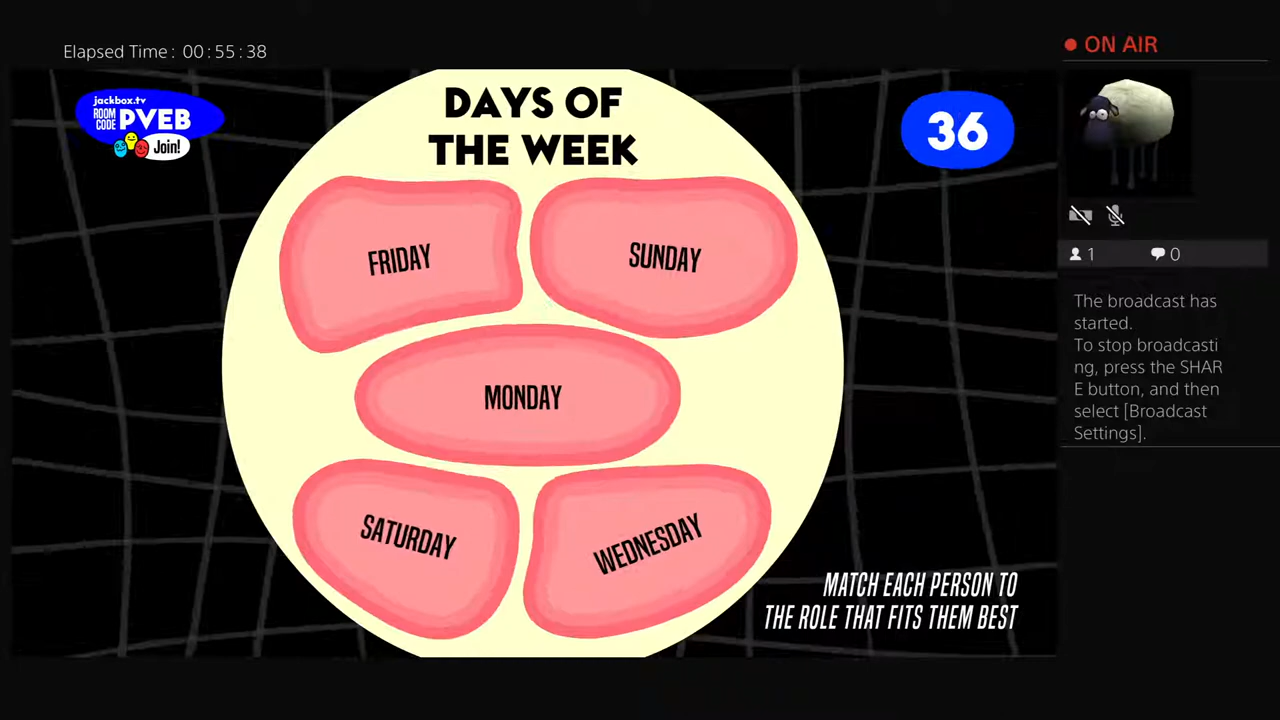 Elapsed Time: 00:55:38
ON AIR
jackbox.tv
ROOM CODE PVEB
Join!
DAYS OF
THE WEEK
36
FRIDAY
SUNDAY
MONDAY
SATURDAY
WEDNESDAY
MATCH EACH PERSON TO
THE ROLE THAT FITS THEM BEST
1
0
The broadcast has
started.
To stop broadcasti
ng, press the SHAR
E button, and then
select [Broadcast
Settings].